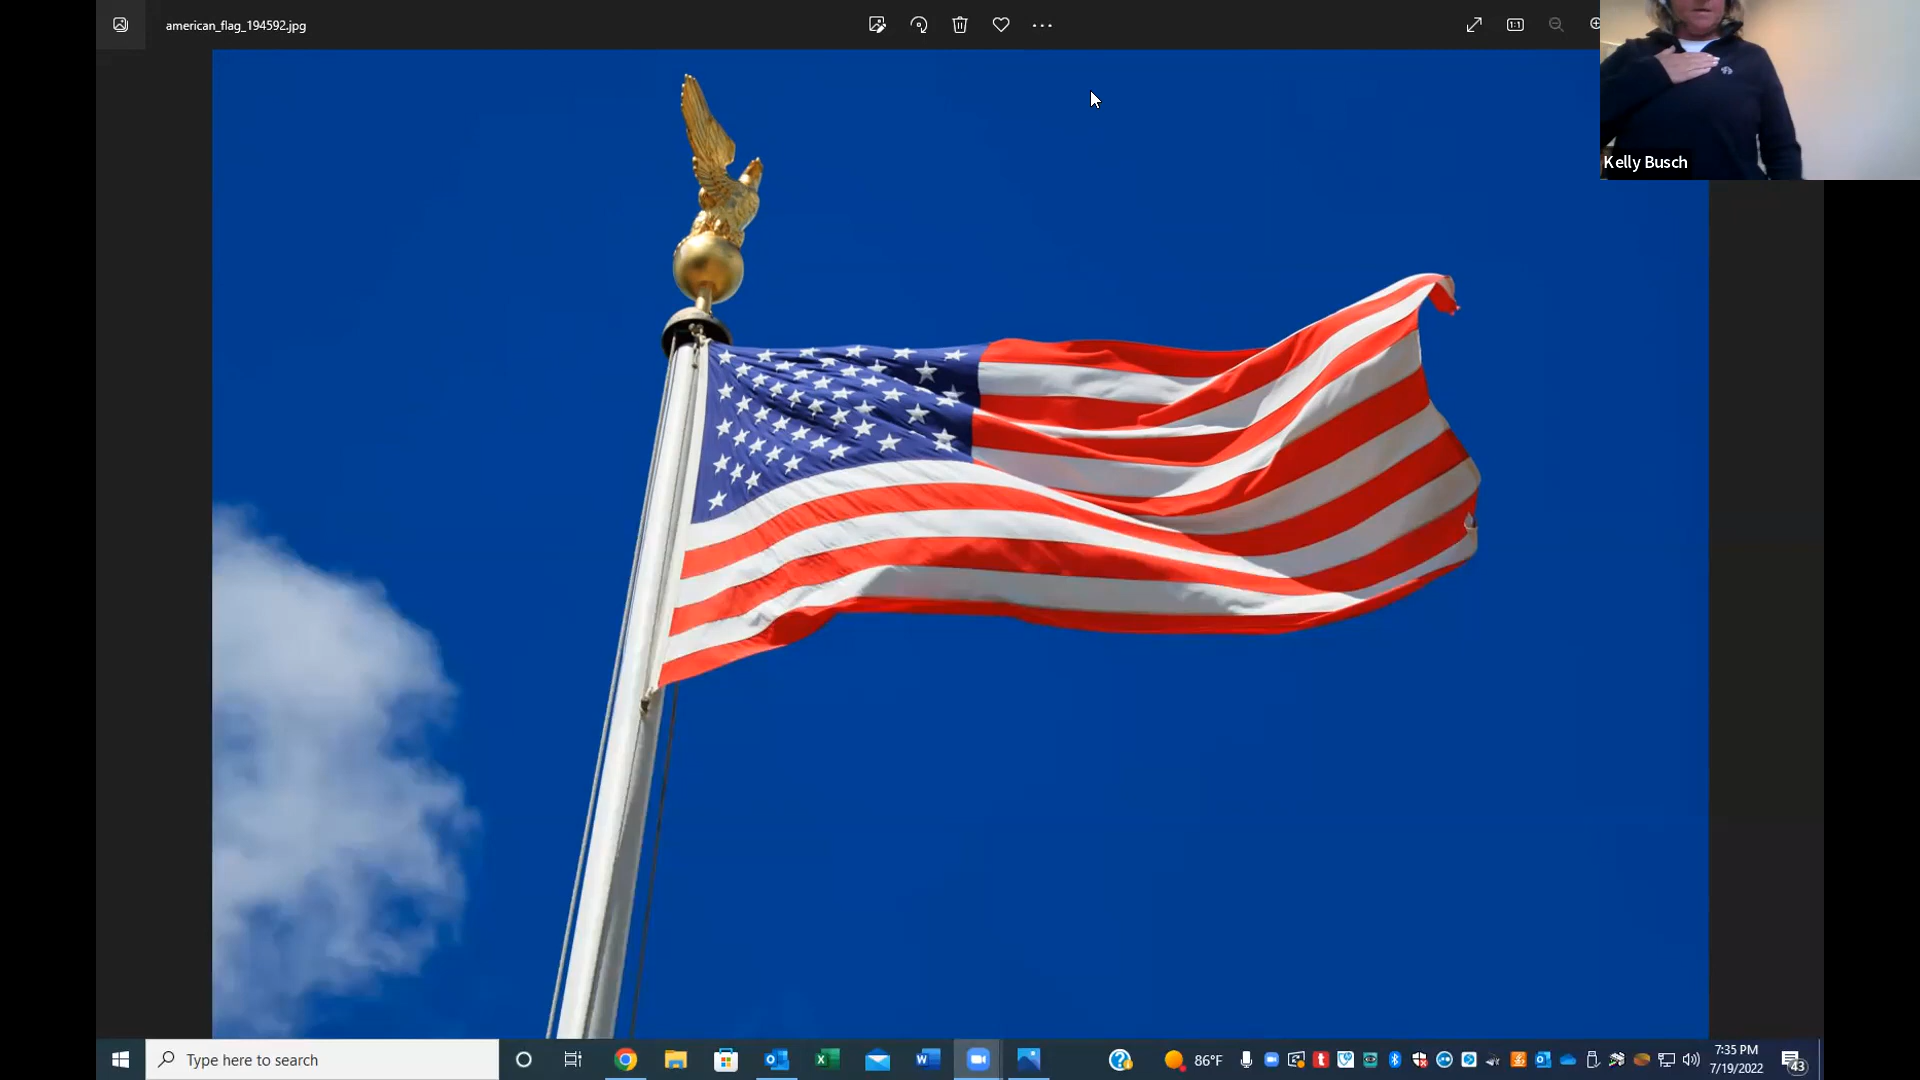 american_flag_194592.jpg
Kelly Busch
Type here to search
86°F
7:35 PM
7/19/2022
43